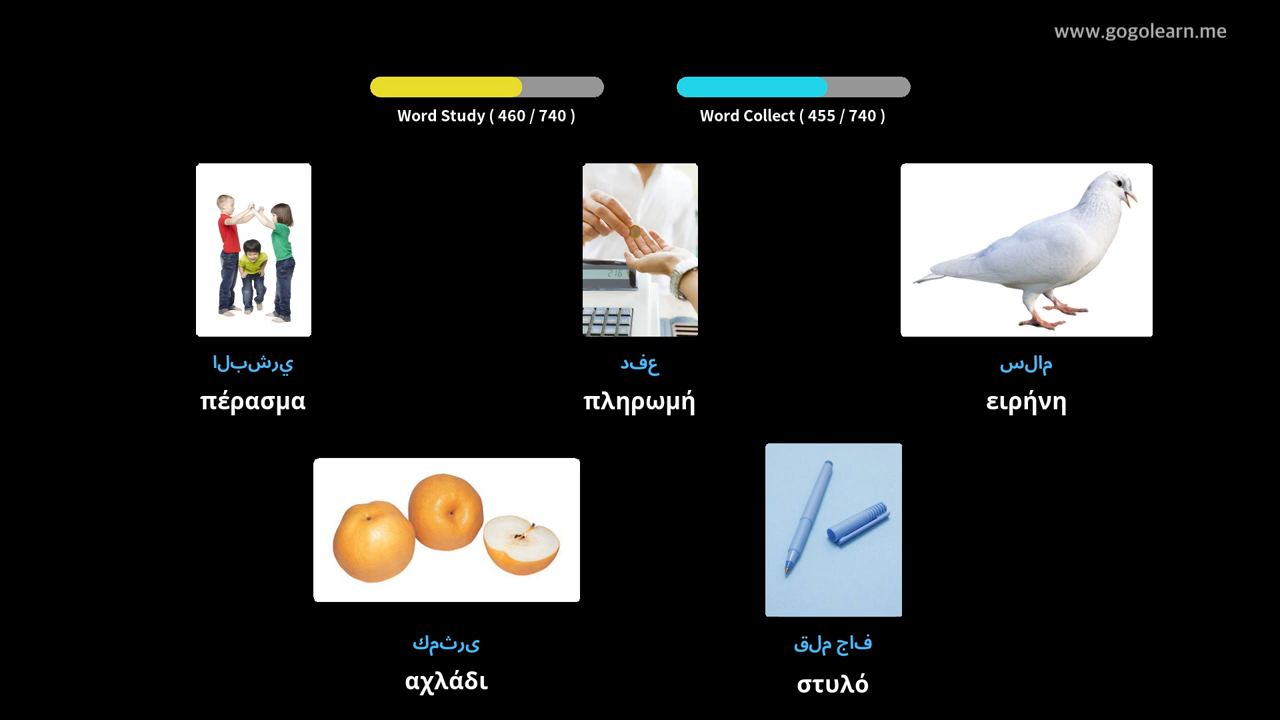 www.gogolearn.me
Word Study ( 460 / 740 )
Word Collect ( 455 / 740 )
البشري
πέρασμα
دفع
πληρωμή
سلام
ειρήνη
كمثرى
αχλάδι
قلم جاف
στυλό